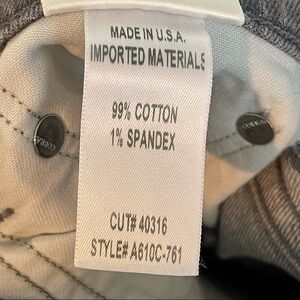 MADE IN U.S.A.
IMPORTED MATERIALS
99% COTTON
1% SPANDEX
CUT# 40316
STYLE# A610C-761